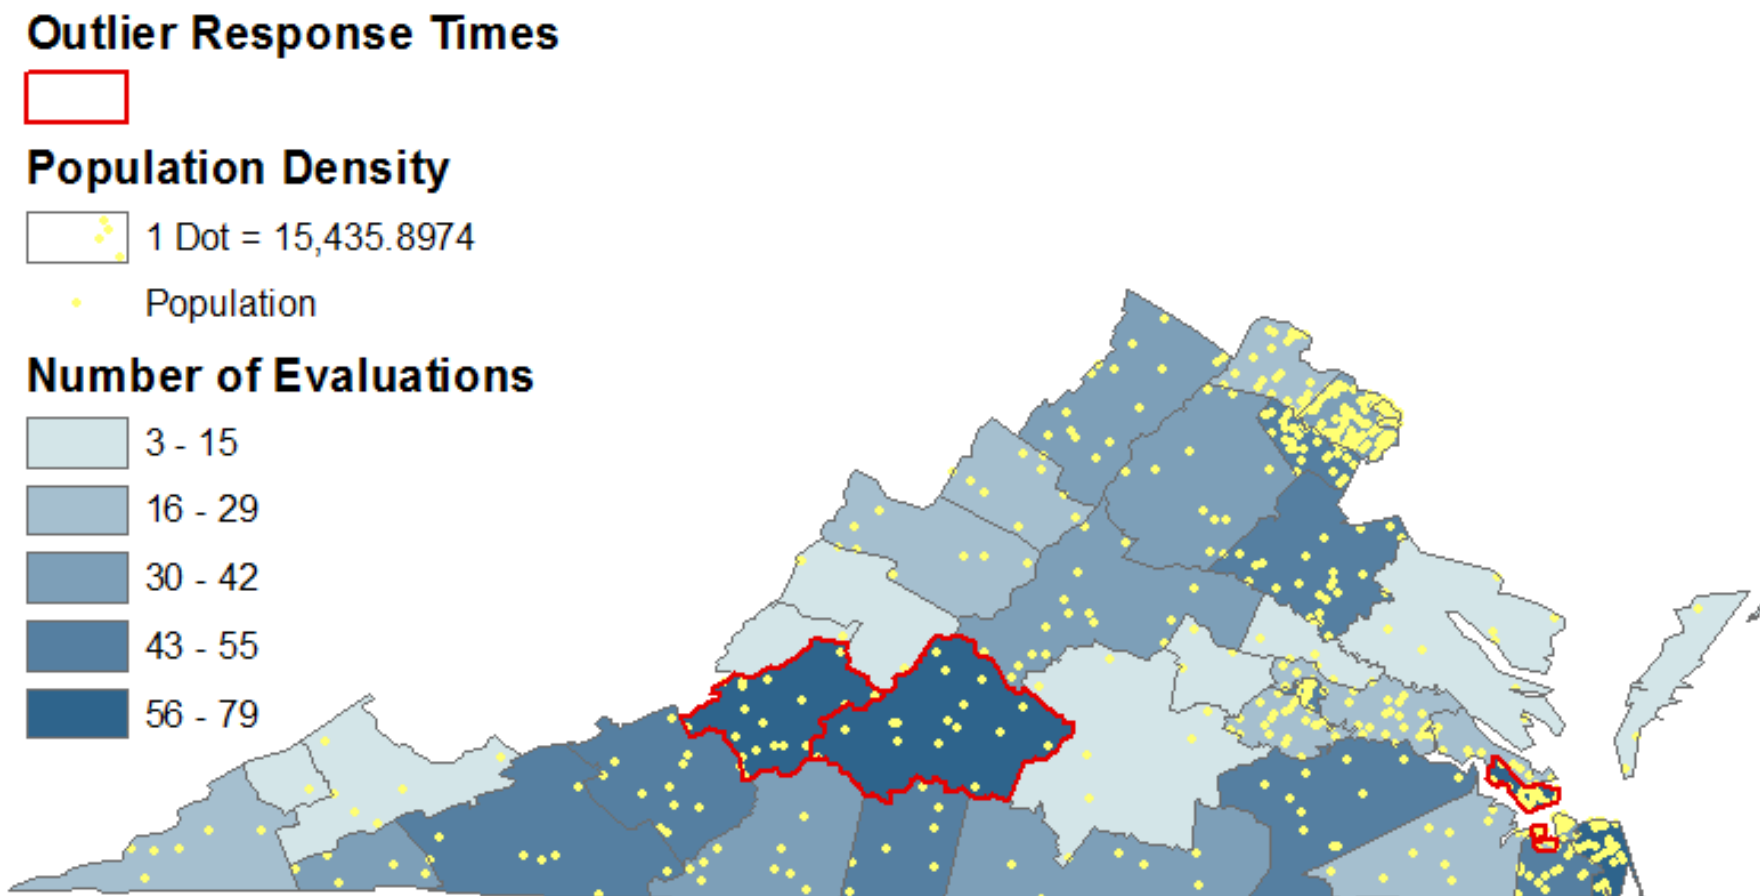 Outlier Response Times
Population Density
1 Dot = 15,435.8974
Population
Number of Evaluations
3 - 15
16 - 29
30 - 42
43 - 55
56 - 79